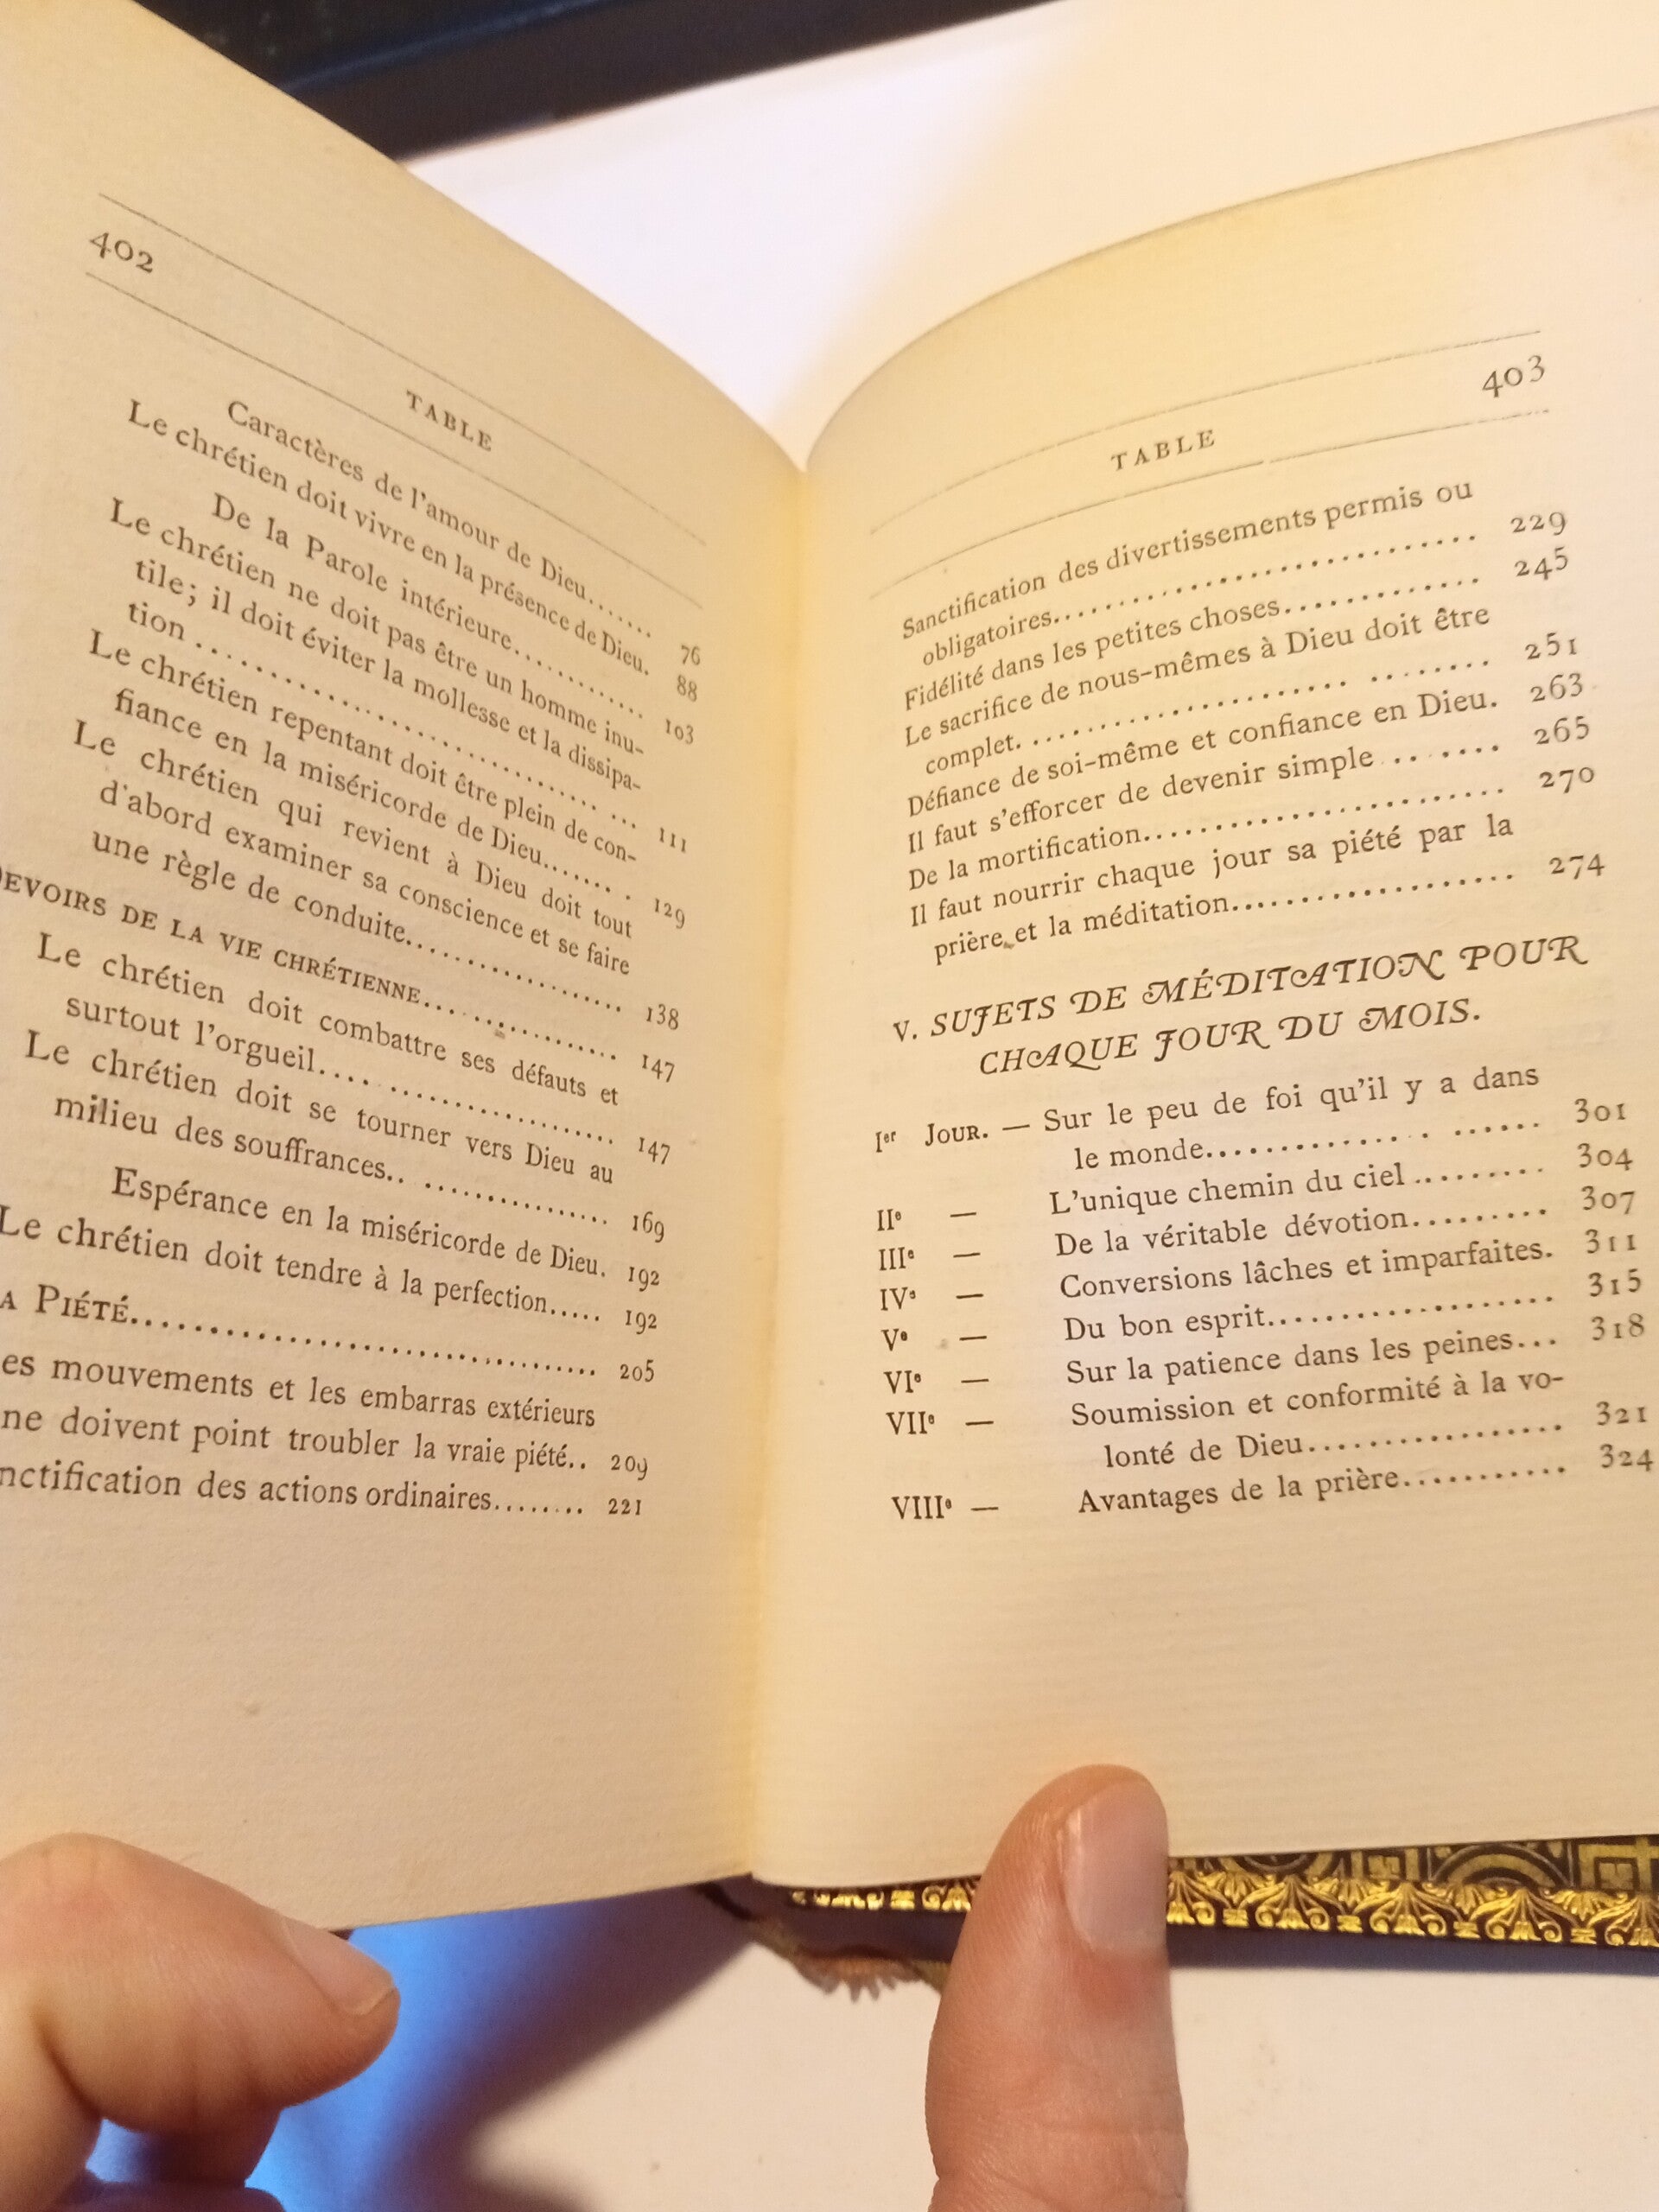 402
TABLE
Caractères de l'amour de Dieu....... 76
Le chrétien doit vivre en la présence de Dieu. 88
De la Parole intérieure............. 103
Le chrétien ne doit pas être un homme inu-
tile; il doit éviter la mollesse et la dissipa-
tion ............................. ... 111
Le chrétien repentant doit être plein de con-
fiance en la miséricorde de Dieu....... . 129
Le chrétien qui revient à Dieu doit tout
d'abord examiner sa conscience et se faire
une règle de conduite................... 138
EVOIRS DE LA VIE CHRÉTIENNE................ 147
Le chrétien doit combattre ses défauts et
surtout l'orgueil.... ................... 147
Le chrétien doit se tourner vers Dieu au
milieu des souffrances.. ............... 169
Espérance en la miséricorde de Dieu. 192
Le chrétien doit tendre à la perfection..... 192
A PIÉTÉ.................................. 205
es mouvements et les embarras extérieurs
ne doivent point troubler la vraie piété.. 209
nctification des actions ordinaires........ 221
403
TABLE
Sanctification des divertissements permis ou
obligatoires............................. 229
Fidélité dans les petites choses............. 245
Le sacrifice de nous-mêmes à Dieu doit être
complet. .................... ........ 251
Défiance de soi-même et confiance en Dieu. 263
Il faut s'efforcer de devenir simple .. . .... 265
De la mortification........................ 270
Il faut nourrir chaque jour sa piété par la
prière et la méditation................... 274
V. SUJETS DE MÉDITATION POUR
CHAQUE JOUR DU MOIS.
Ier JOUR. — Sur le peu de foi qu'il y a dans
le monde............ . ...... 301
IIe — L'unique chemin du ciel ......... 304
IIIe — De la véritable dévotion......... 307
IVe — Conversions lâches et imparfaites. 311
Ve — Du bon esprit................... 315
VIe — Sur la patience dans les peines... 318
VIIe — Soumission et conformité à la vo-
lonté de Dieu................. 321
VIIIe — Avantages de la prière........... 324